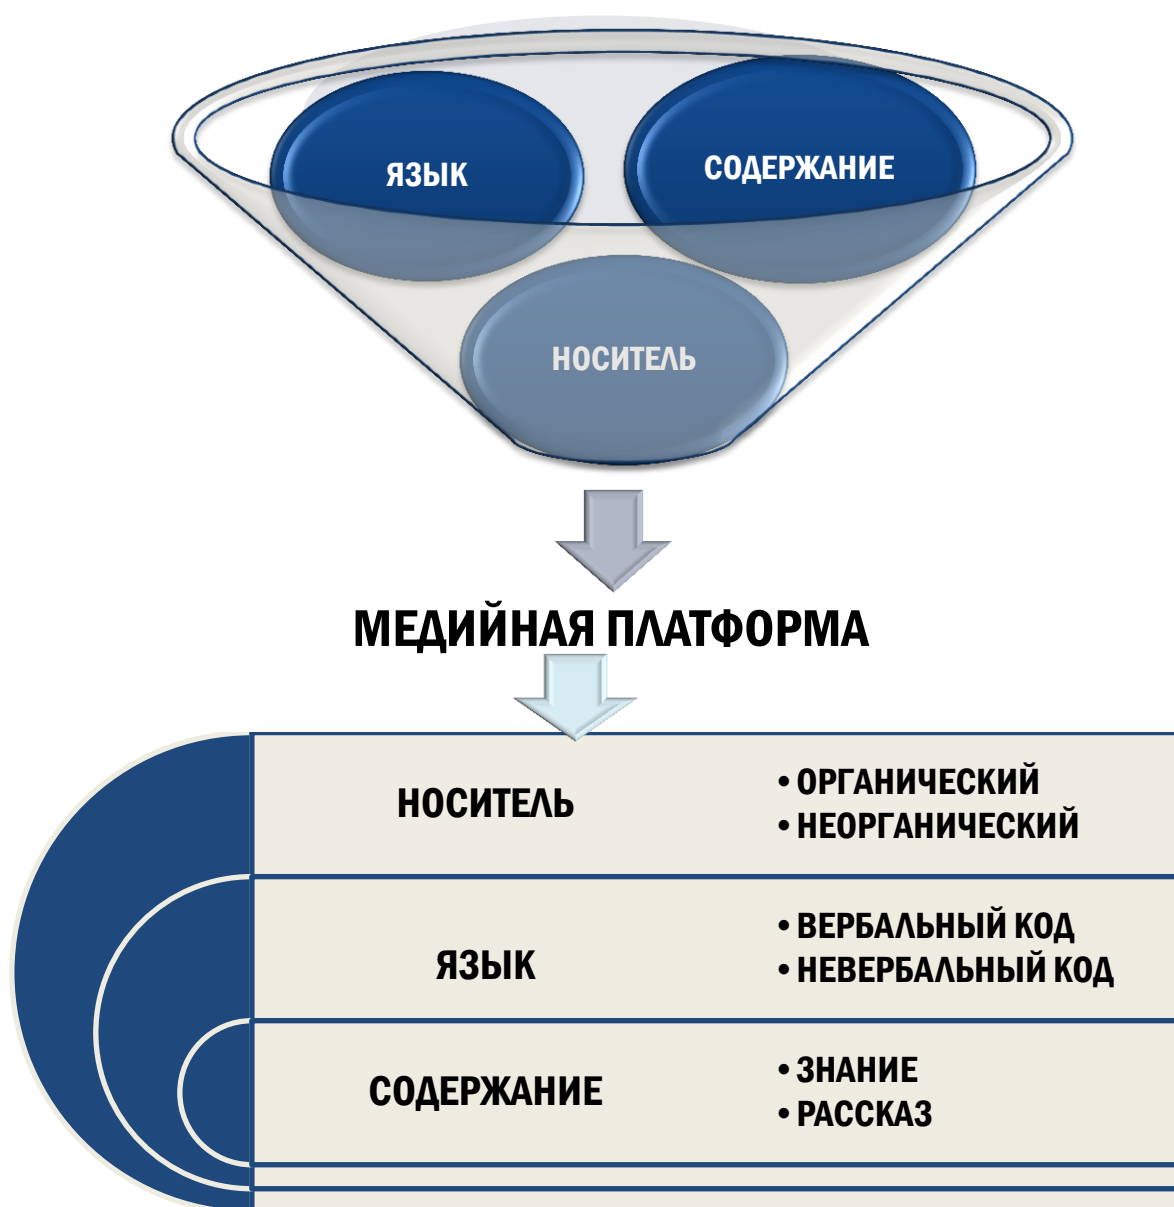 ЯЗЫК
СОДЕРЖАНИЕ
НОСИТЕЛЬ
МЕДИЙНАЯ ПЛАТФОРМА
НОСИТЕЛЬ
• ОРГАНИЧЕСКИЙ
• НЕОРГАНИЧЕСКИЙ
ЯЗЫК
• ВЕРБАЛЬНЫЙ КОД
• НЕВЕРБАЛЬНЫЙ КОД
СОДЕРЖАНИЕ
• ЗНАНИЕ
• РАССКАЗ